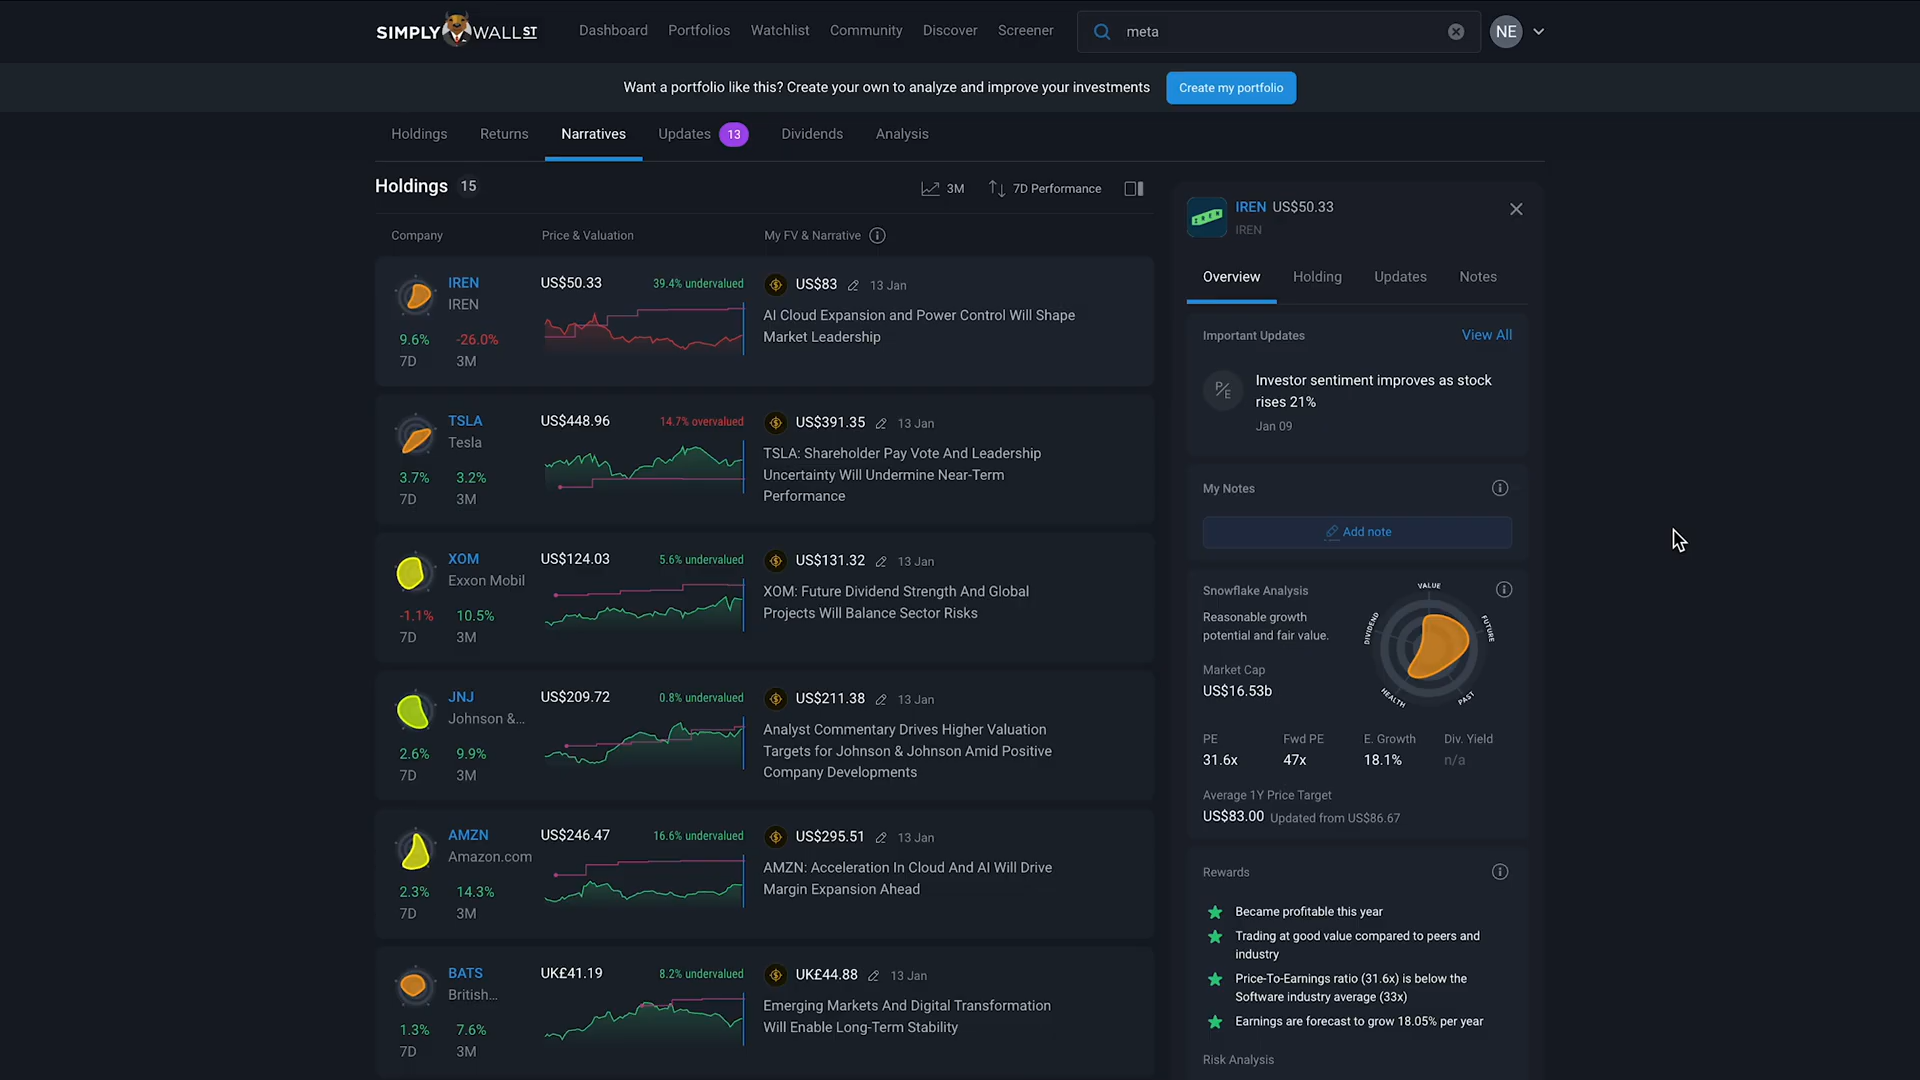 SIMPLY WALL ST
Dashboard
Portfolios
Watchlist
Community
Discover
Screener
meta
NE
Want a portfolio like this? Create your own to analyze and improve your investments
Create my portfolio
Holdings
Returns
Narratives
Updates 13
Dividends
Analysis
Holdings 15
3M
7D Performance
Company
Price & Valuation
My FV & Narrative
IREN
IREN
9.6%
7D
-26.0%
3M
US$50.33
39.4% undervalued
US$83
13 Jan
AI Cloud Expansion and Power Control Will Shape
Market Leadership
TSLA
Tesla
3.7%
7D
3.2%
3M
US$448.96
14.7% overvalued
US$391.35
13 Jan
TSLA: Shareholder Pay Vote And Leadership
Uncertainty Will Undermine Near-Term
Performance
XOM
Exxon Mobil
-1.1%
7D
10.5%
3M
US$124.03
5.6% undervalued
US$131.32
13 Jan
XOM: Future Dividend Strength And Global
Projects Will Balance Sector Risks
JNJ
Johnson &...
2.6%
7D
9.9%
3M
US$209.72
0.8% undervalued
US$211.38
13 Jan
Analyst Commentary Drives Higher Valuation
Targets for Johnson & Johnson Amid Positive
Company Developments
AMZN
Amazon.com
2.3%
7D
14.3%
3M
US$246.47
16.6% undervalued
US$295.51
13 Jan
AMZN: Acceleration In Cloud And AI Will Drive
Margin Expansion Ahead
BATS
British...
1.3%
7D
7.6%
3M
UK£41.19
8.2% undervalued
UK£44.88
13 Jan
Emerging Markets And Digital Transformation
Will Enable Long-Term Stability
IREN US$50.33
IREN
Overview
Holding
Updates
Notes
Important Updates
View All
P/E
Investor sentiment improves as stock
rises 21%
Jan 09
My Notes
Add note
Snowflake Analysis
Reasonable growth
potential and fair value.
Market Cap
US$16.53b
VALUE
FUTURE
PAST
HEALTH
DIVIDEND
PE
31.6x
Fwd PE
47x
E. Growth
18.1%
Div. Yield
n/a
Average 1Y Price Target
US$83.00 Updated from US$86.67
Rewards
Became profitable this year
Trading at good value compared to peers and
industry
Price-To-Earnings ratio (31.6x) is below the
Software industry average (33x)
Earnings are forecast to grow 18.05% per year
Risk Analysis